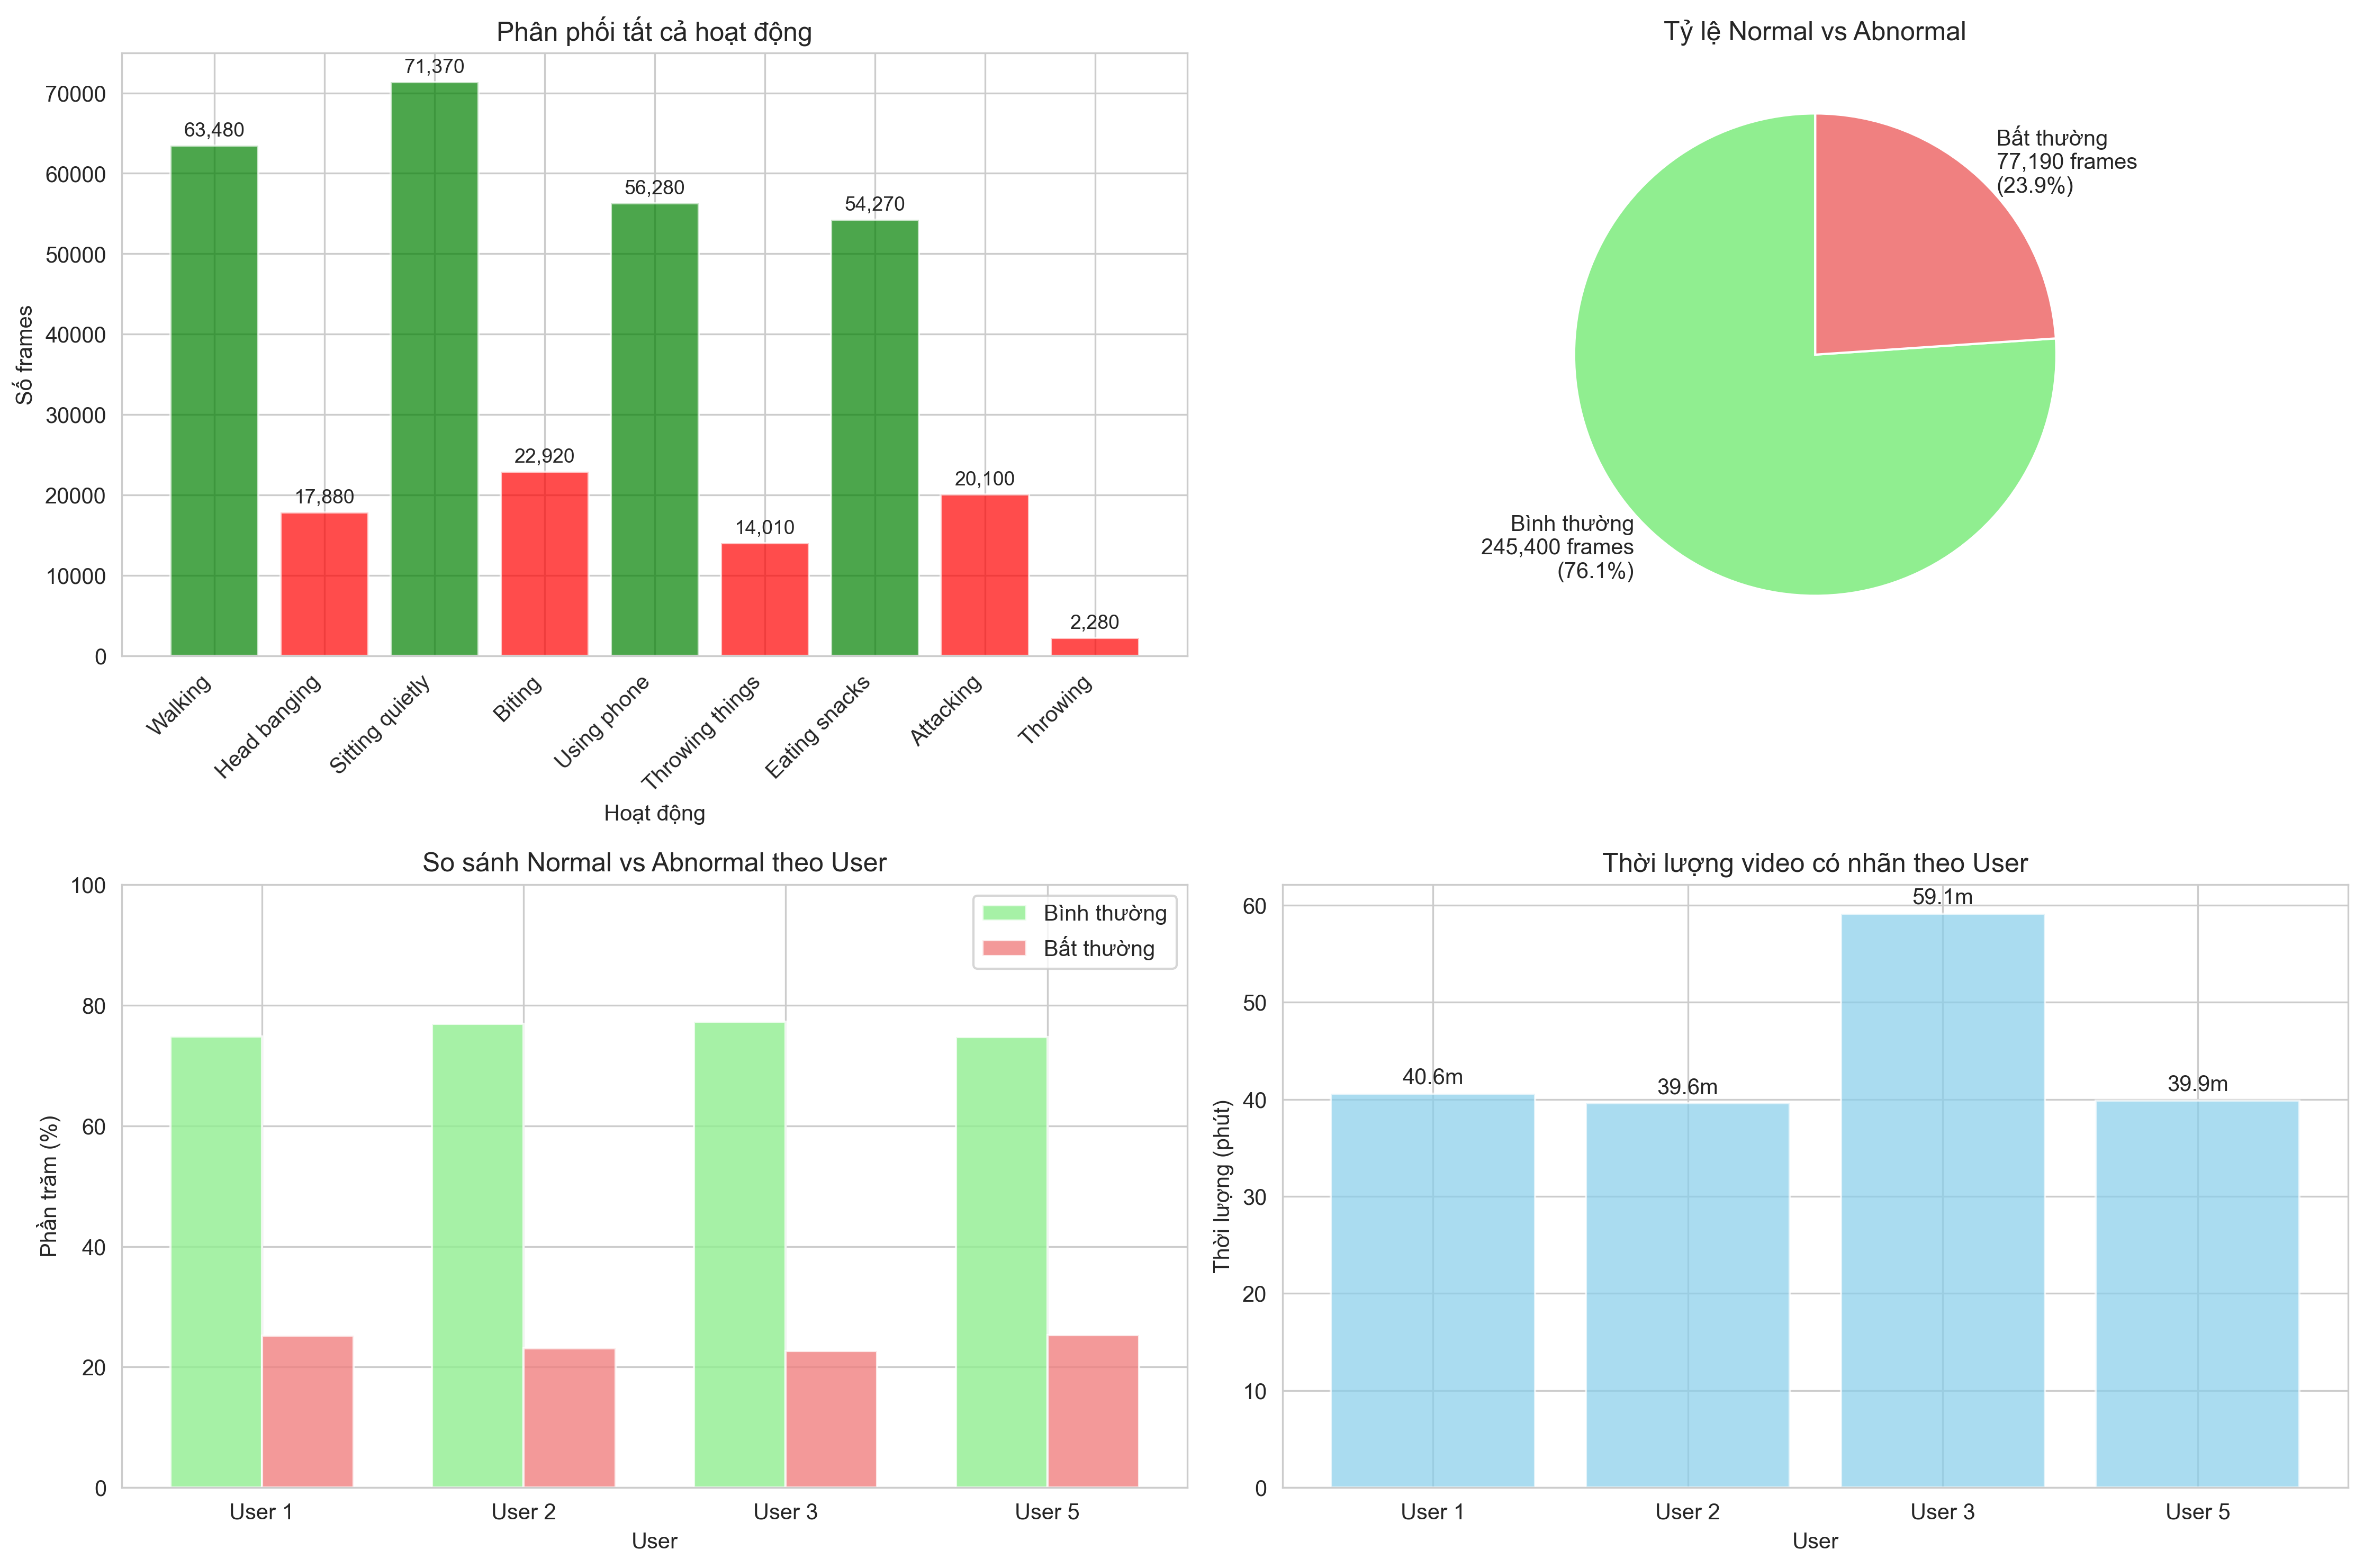 Phân phối tất cả hoạt động
Số frames
70000
60000
50000
40000
30000
20000
10000
0
63,480
17,880
71,370
22,920
56,280
14,010
54,270
20,100
2,280
Walking
Head banging
Sitting quietly
Biting
Using phone
Throwing things
Eating snacks
Attacking
Throwing
Hoạt động
Tỷ lệ Normal vs Abnormal
Bất thường
77,190 frames
(23.9%)
Bình thường
245,400 frames
(76.1%)
So sánh Normal vs Abnormal theo User
Phần trăm (%)
100
80
60
40
20
0
Bình thường
Bất thường
User 1
User 2
User 3
User 5
User
Thời lượng video có nhãn theo User
Thời lượng (phút)
60
50
40
30
20
10
0
40.6m
39.6m
59.1m
39.9m
User 1
User 2
User 3
User 5
User